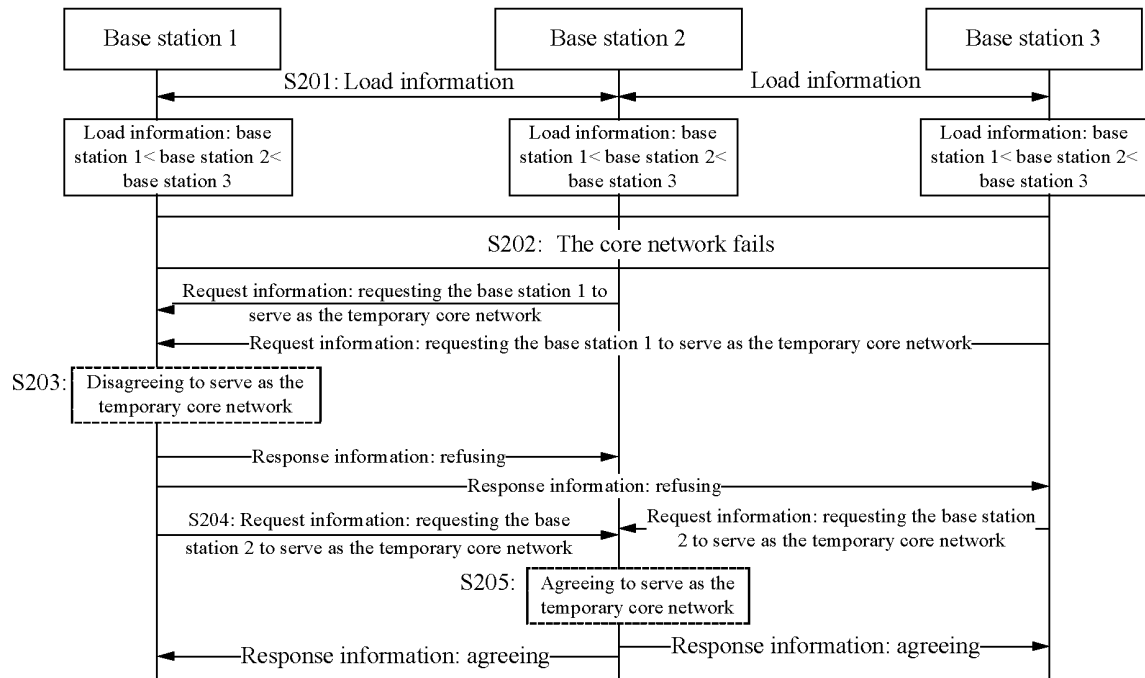 Base station 1
Base station 2
Base station 3
S201: Load information
Load information
Load information: base
station 1< base station 2<
base station 3
Load information: base
station 1< base station 2<
base station 3
Load information: base
station 1< base station 2<
base station 3
S202: The core network fails
Request information: requesting the base station 1 to
serve as the temporary core network
Request information: requesting the base station 1 to serve as the temporary core network
S203:
Disagreeing to serve as the
temporary core network
Response information: refusing
Response information: refusing
S204: Request information: requesting the base
station 2 to serve as the temporary core network
Request information: requesting the base station
2 to serve as the temporary core network
S205:
Agreeing to serve as the
temporary core network
Response information: agreeing
Response information: agreeing